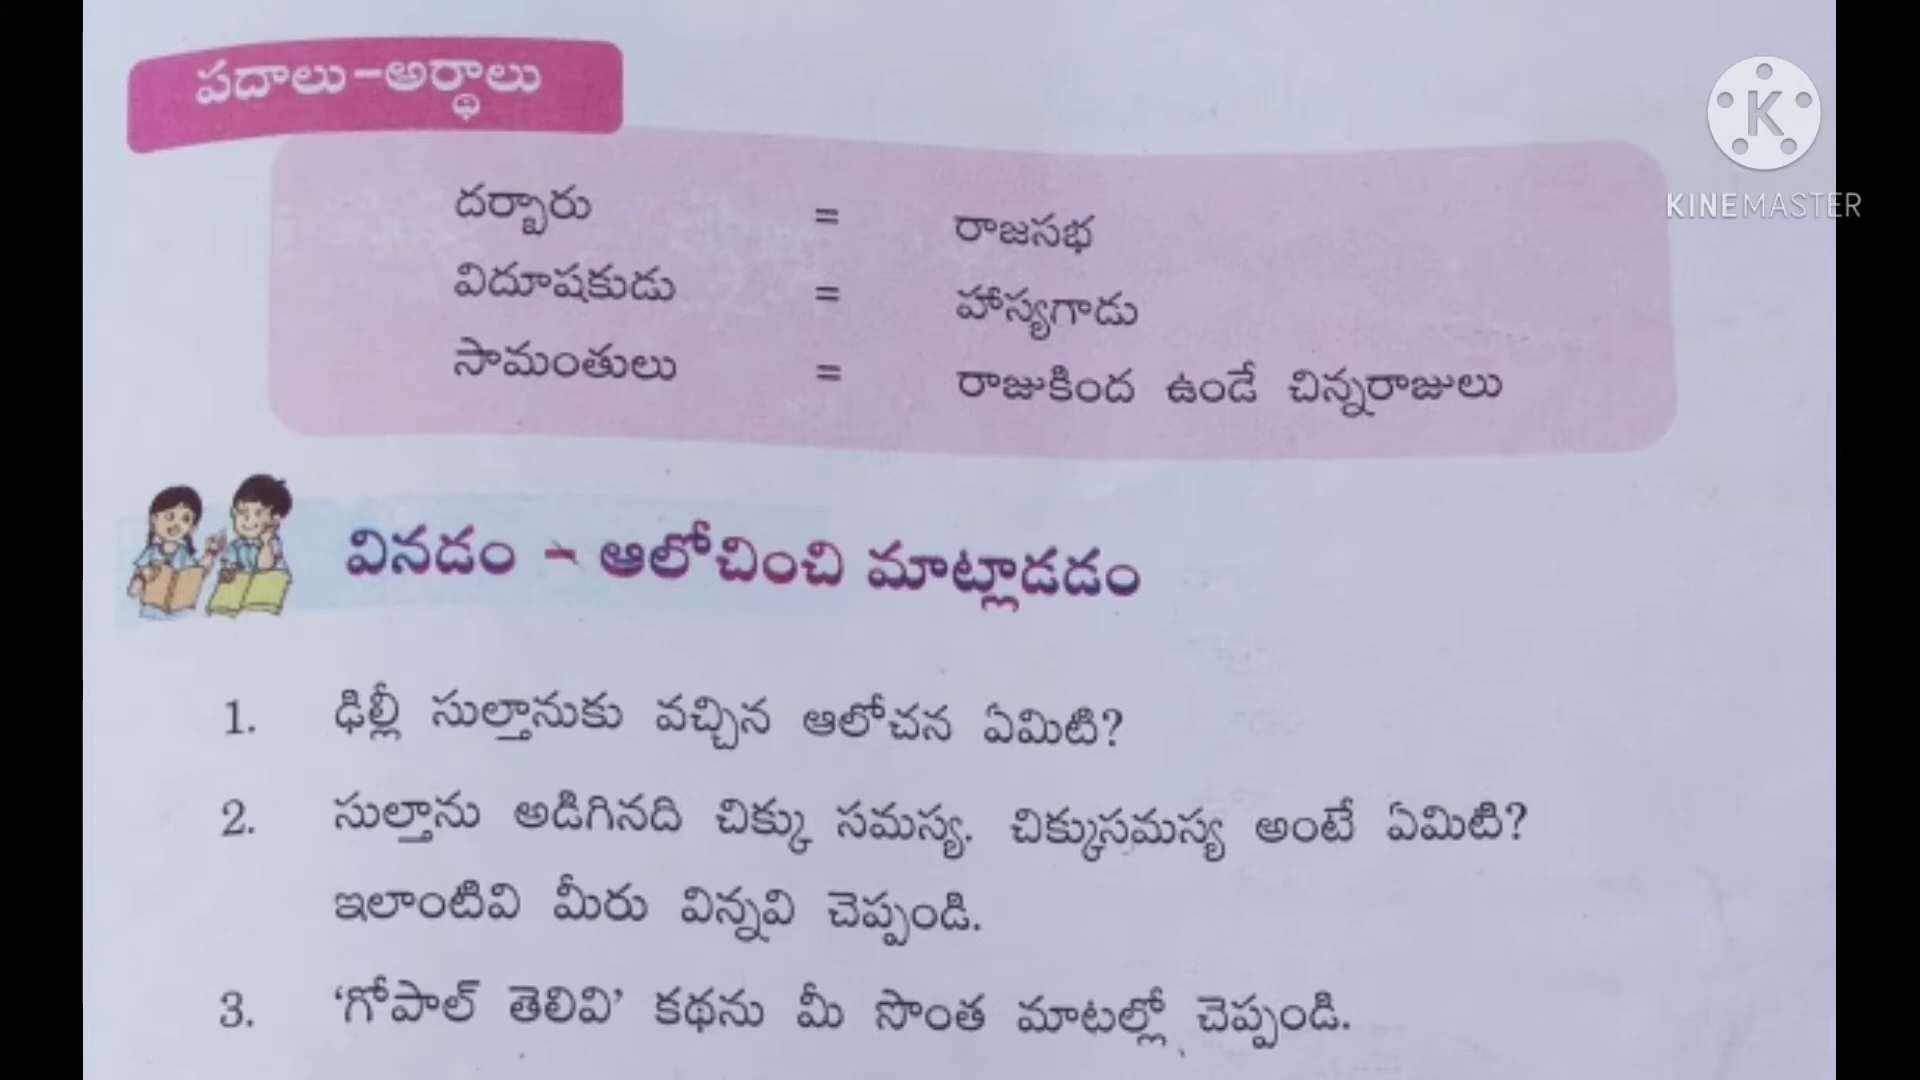 పదాలు-అర్థాలు
KINEMASTER
దర్బారు = రాజసభ
విదూషకుడు = హాస్యగాడు
సామంతులు = రాజుకింద ఉండే చిన్నరాజులు
వినడం - ఆలోచించి మాట్లాడడం
1. ఢిల్లీ సుల్తానుకు వచ్చిన ఆలోచన ఏమిటి?
2. సుల్తాను అడిగినది చిక్కు సమస్య. చిక్కుసమస్య అంటే ఏమిటి?
ఇలాంటివి మీరు విన్నవి చెప్పండి.
3. ‘గోపాల్ తెలివి’ కథను మీ సొంత మాటల్లో చెప్పండి.